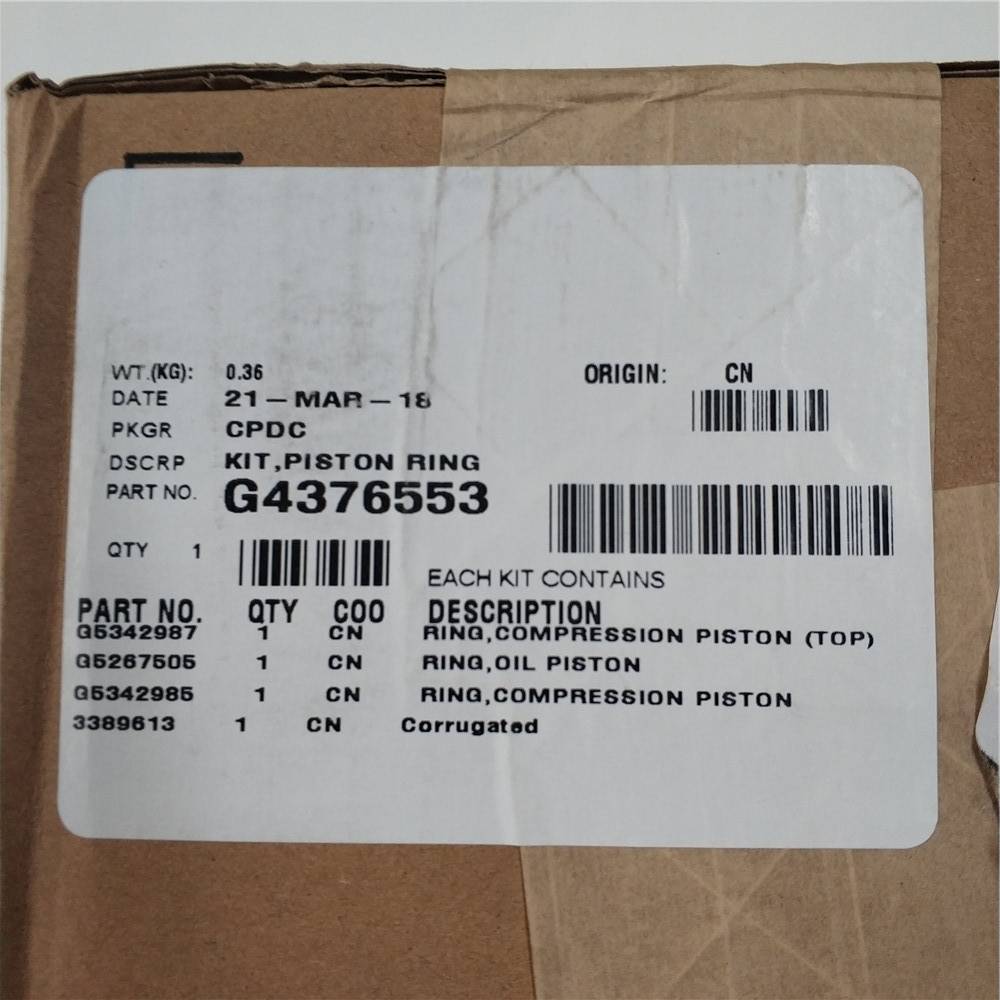 WT.(KG): 0.36 ORIGIN: CN
DATE 21-MAR-18
PKGR CPDC
DSCRP KIT,PISTON RING
PART NO. G4376553
QTY 1
EACH KIT CONTAINS
PART NO. QTY COO DESCRIPTION
G5342987 1 CN RING,COMPRESSION PISTON (TOP)
G5267505 1 CN RING,OIL PISTON
G5342985 1 CN RING,COMPRESSION PISTON
3389613 1 CN Corrugated